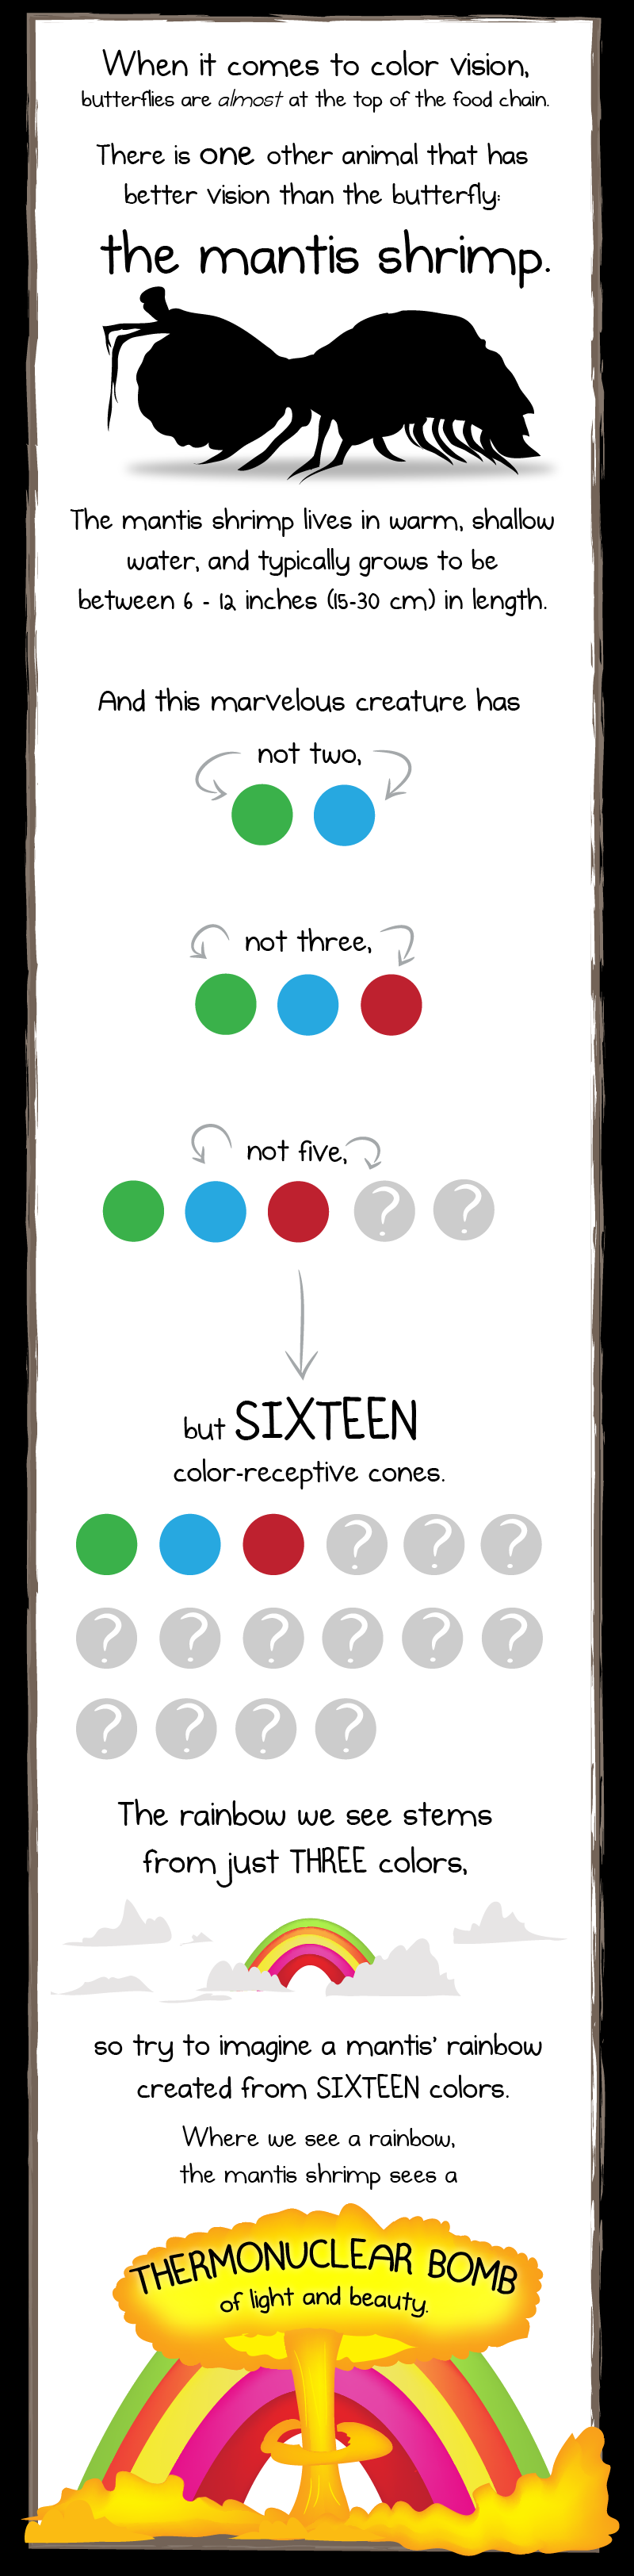 When it comes to color vision,
butterflies are almost at the top of the food chain.
There is one other animal that has
better vision than the butterfly:
the mantis shrimp.
The mantis shrimp lives in warm, shallow
water, and typically grows to be
between 6 - 12 inches (15-30 cm) in length.
And this marvelous creature has
not two,
not three,
not five,
? ?
but SIXTEEN
color-receptive cones.
? ? ?
? ? ? ? ? ?
? ? ? ?
The rainbow we see stems
from just THREE colors,
so try to imagine a mantis' rainbow
created from SIXTEEN colors.
Where we see a rainbow,
the mantis shrimp sees a
THERMONUCLEAR BOMB
of light and beauty.